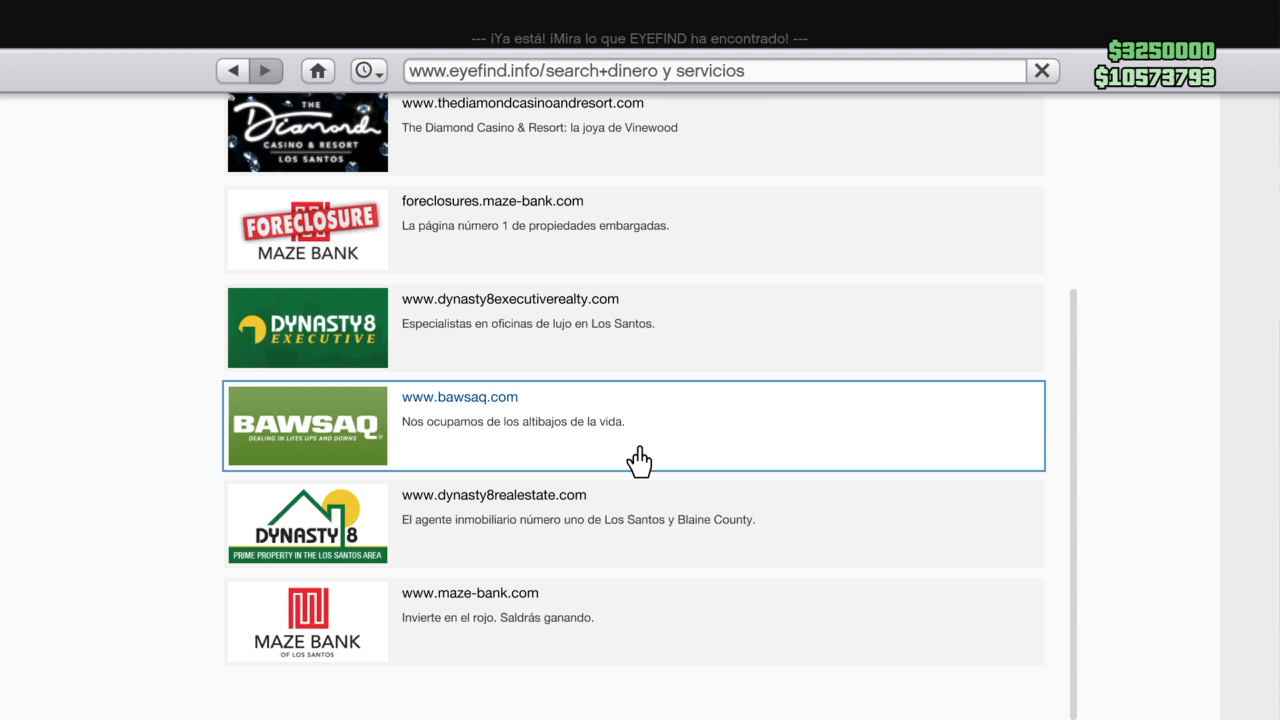 --- ¡Ya está! ¡Mira lo que EYEFIND ha encontrado! ---
$3250000
www.eyefind.info/search+dinero y servicios
$10573793
THE
Diamond
CASINO & RESORT
LOS SANTOS
www.thediamondcasinoandresort.com
The Diamond Casino & Resort: la joya de Vinewood
FORECLOSURE
MAZE BANK
foreclosures.maze-bank.com
La página número 1 de propiedades embargadas.
DYNASTY8
EXECUTIVE
www.dynasty8executiverealty.com
Especialistas en oficinas de lujo en Los Santos.
BAWSAQ
DEALING IN LIFES UPS AND DOWNS
www.bawsaq.com
Nos ocupamos de los altibajos de la vida.
DYNASTY 8
PRIME PROPERTY IN THE LOS SANTOS AREA
www.dynasty8realestate.com
El agente inmobiliario número uno de Los Santos y Blaine County.
MAZE BANK
OF LOS SANTOS
www.maze-bank.com
Invierte en el rojo. Saldrás ganando.